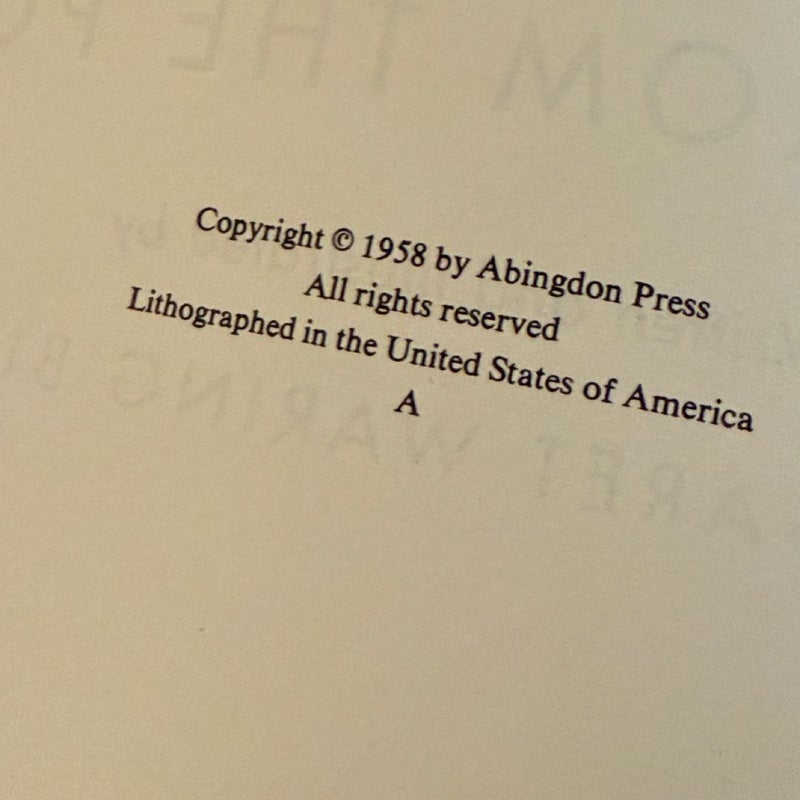 Copyright © 1958 by Abingdon Press
All rights reserved
Lithographed in the United States of America
A